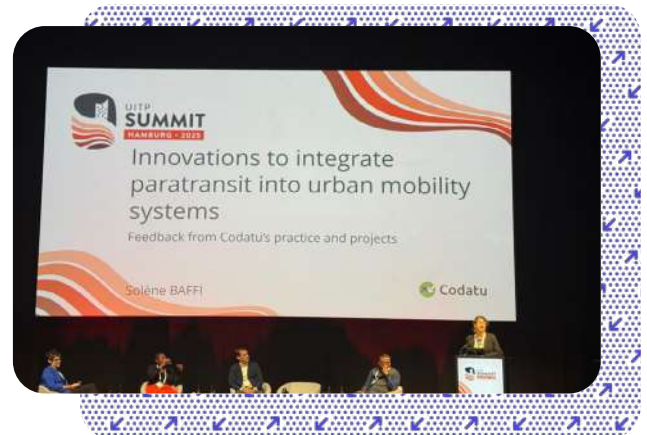 UITP
SUMMIT
HAMBURG • 2025
Innovations to integrate
paratransit into urban mobility
systems
Feedback from Codatu's practice and projects
Solène BAFFI
Codatu
SUMMIT